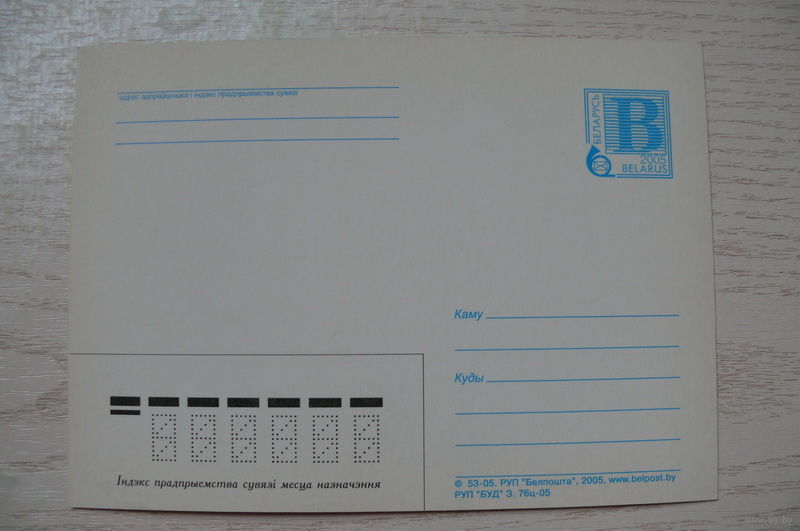 адрас адпраўшчыка і індэкс прадпрыемства сувязі
БЕЛАРУСЬ
B
2005
BELARUS
Каму
Куды
Індэкс прадпрыемства сувязі месца назначэння
© 53-05. РУП "Белпошта", 2005, www.belpost.by
РУП "БУД" З. 76ц-05